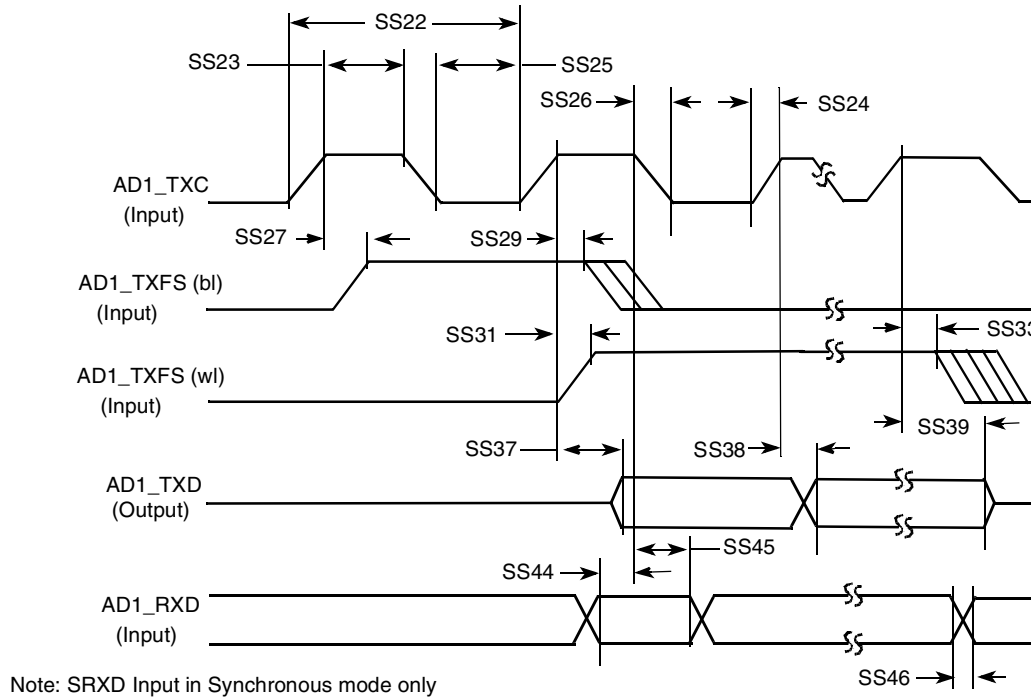 SS22
SS23
SS25
SS26
SS24
AD1_TXC
(Input)
SS27
SS29
AD1_TXFS (bl)
(Input)
SS31
SS33
AD1_TXFS (wl)
(Input)
SS39
SS37
SS38
AD1_TXD
(Output)
SS45
SS44
AD1_RXD
(Input)
SS46
Note: SRXD Input in Synchronous mode only